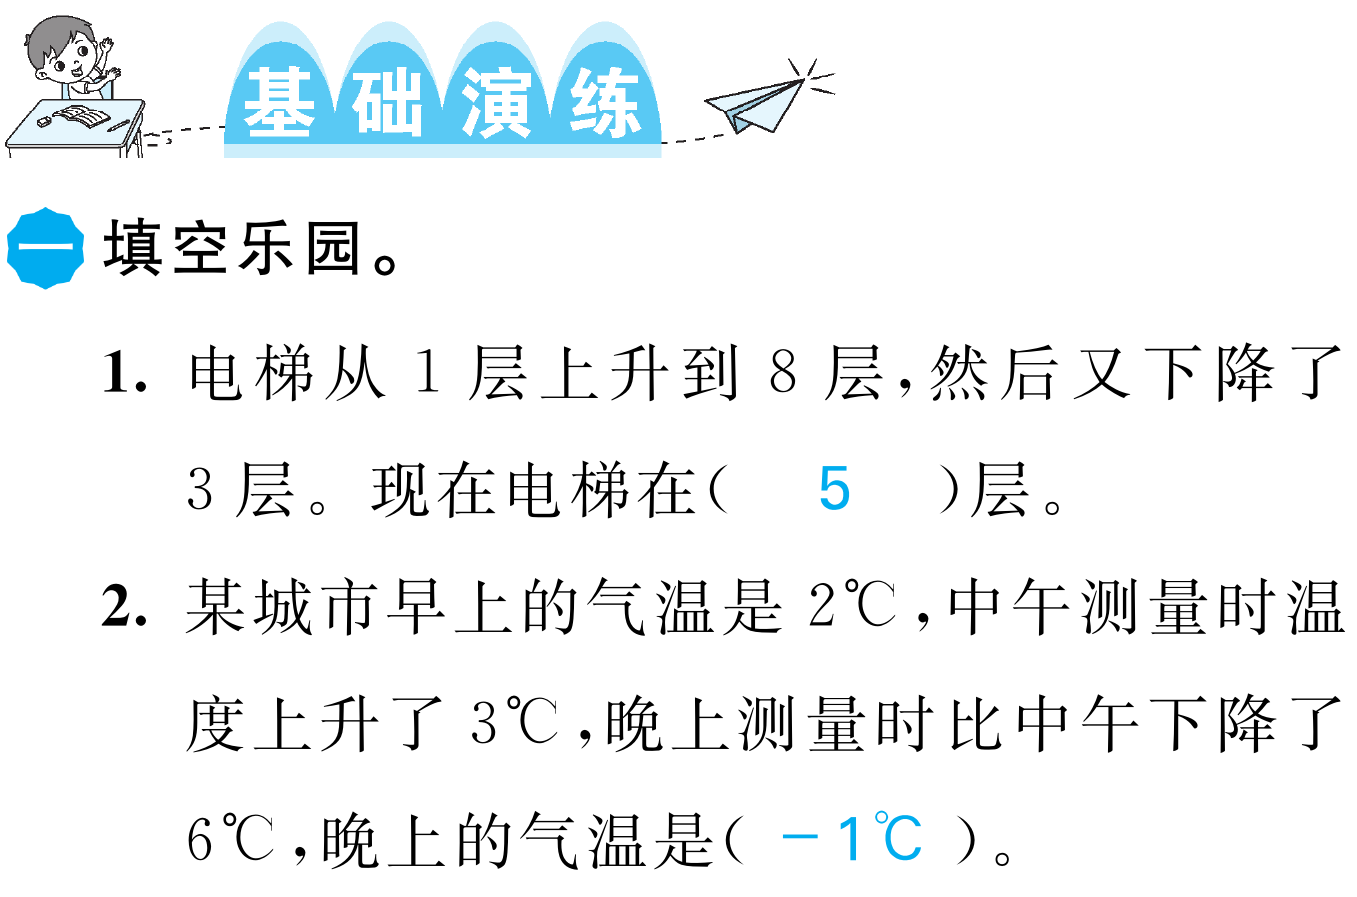 基础演练
一 填空乐园。
1. 电梯从 1 层上升到 8 层,然后又下降了
3 层。现在电梯在( 5 )层。
2. 某城市早上的气温是 2℃,中午测量时温
度上升了 3℃,晚上测量时比中午下降了
6℃,晚上的气温是( -1℃ )。